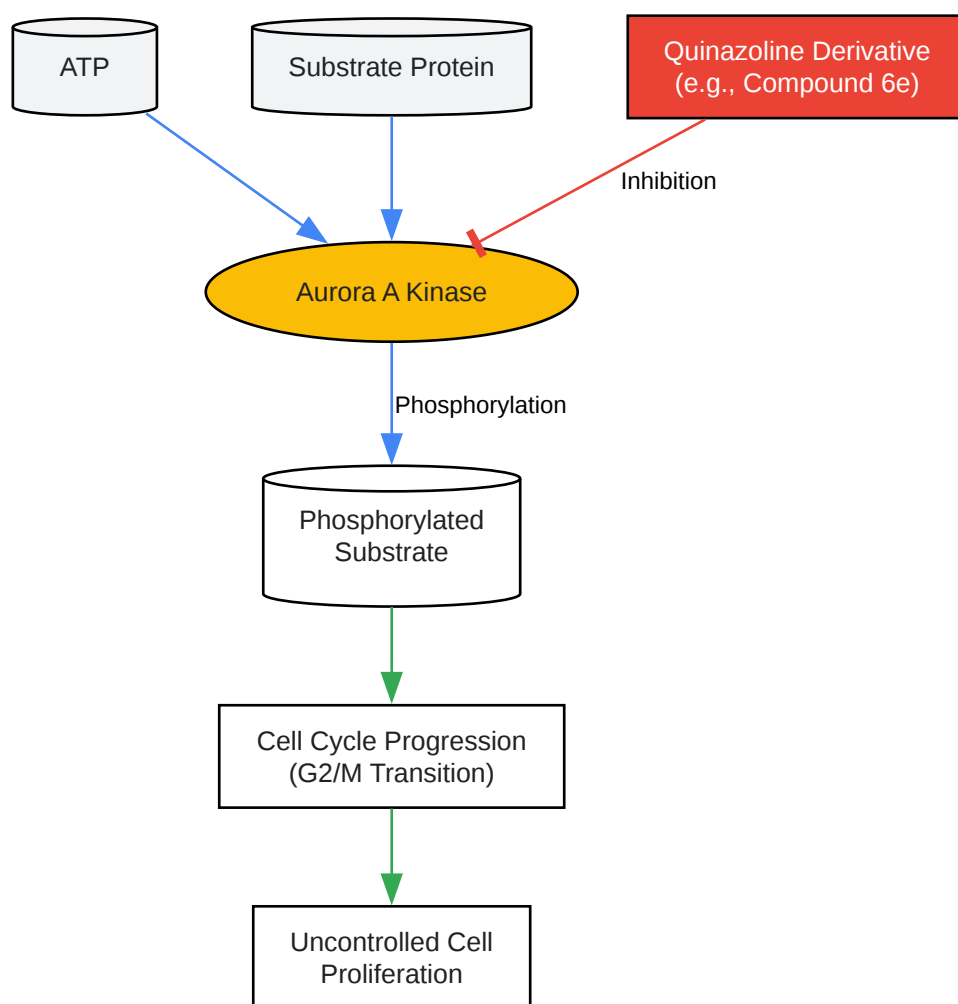 ATP
Substrate Protein
Quinazoline Derivative
(e.g., Compound 6e)
Inhibition
Aurora A Kinase
Phosphorylation
Phosphorylated
Substrate
Cell Cycle Progression
(G2/M Transition)
Uncontrolled Cell
Proliferation